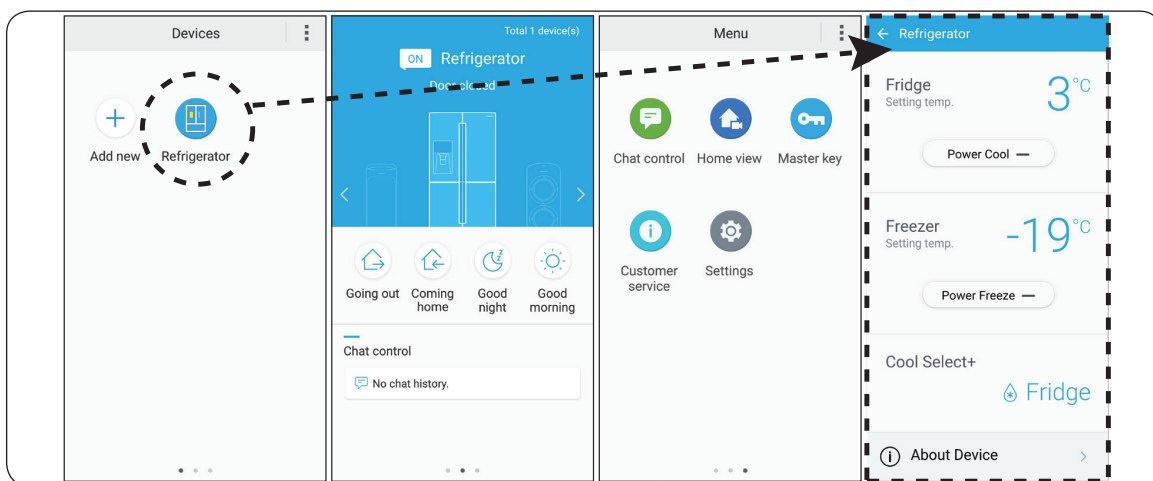 Devices
Add new
Refrigerator
Total 1 device(s)
ON Refrigerator
Door closed
Going out
Coming
home
Good
night
Good
morning
Chat control
No chat history.
Menu
Chat control
Home view
Master key
Customer
service
Settings
Refrigerator
Fridge
Setting temp.
3°C
Power Cool
Freezer
Setting temp.
-19°C
Power Freeze
Cool Select+
Fridge
About Device